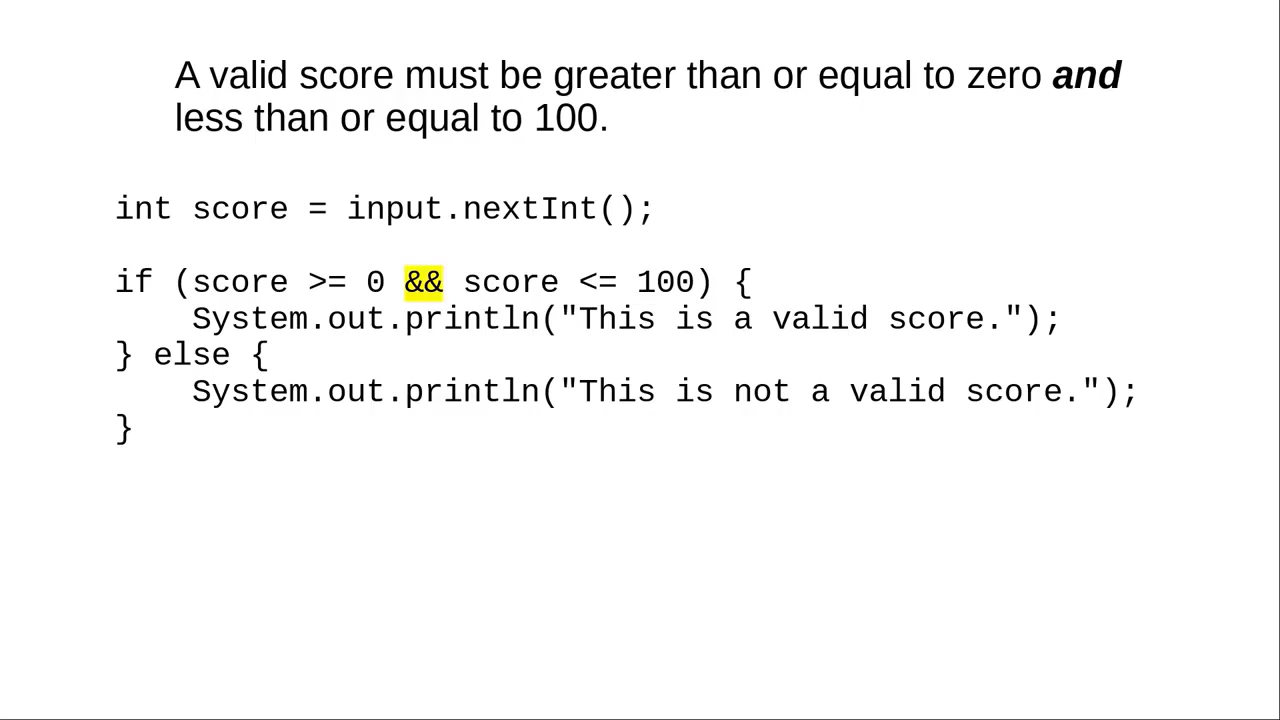 A valid score must be greater than or equal to zero and
less than or equal to 100.
int score = input.nextInt();
if (score >= 0 && score <= 100) {
    System.out.println("This is a valid score.");
} else {
    System.out.println("This is not a valid score.");
}